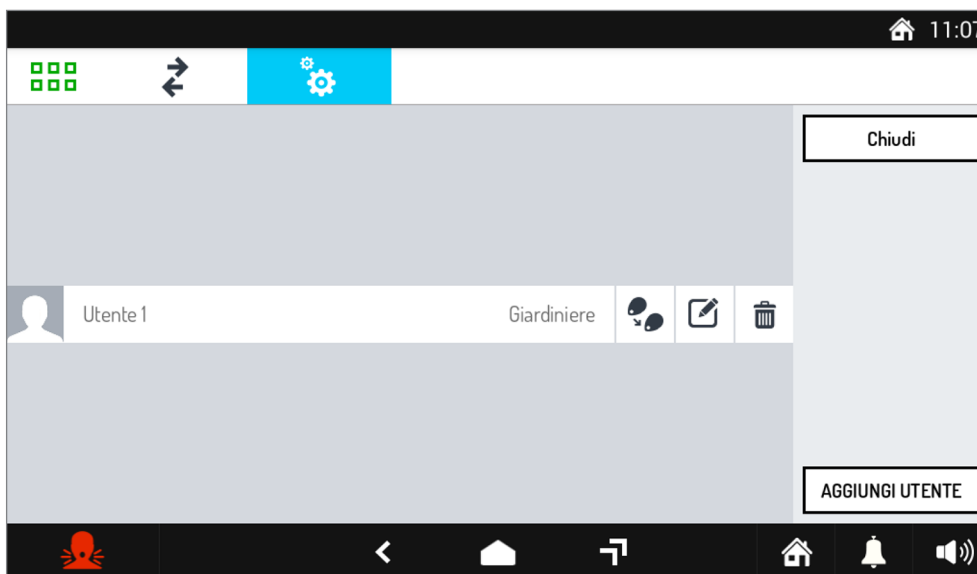 11:07
Chiudi
Utente 1
Giardiniere
AGGIUNGI UTENTE